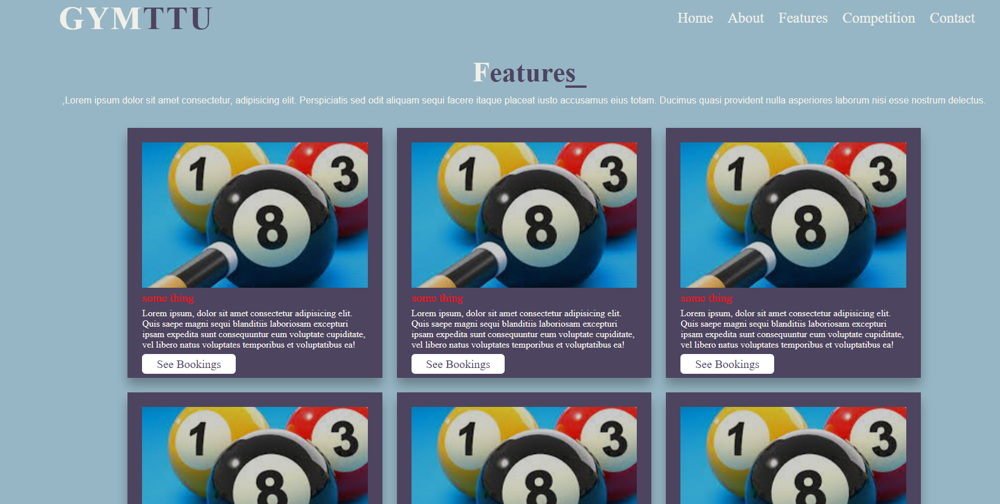 GYMTTU
Home About Features Competition Contact
Features
,Lorem ipsum dolor sit amet consectetur, adipisicing elit. Perspiciatis sed odit aliquam sequi facere itaque placeat iusto accusamus eius totam. Ducimus quasi provident nulla asperiores laborum nisi esse nostrum delectus.
1 3
8
some thing
Lorem ipsum, dolor sit amet consectetur adipisicing elit.
Quis saepe magni sequi blanditiis laboriosam excepturi
ipsam expedita sunt consequuntur eum voluptate cupiditate,
vel libero natus voluptates temporibus et voluptatibus ea!
See Bookings
1 3
8
some thing
Lorem ipsum, dolor sit amet consectetur adipisicing elit.
Quis saepe magni sequi blanditiis laboriosam excepturi
ipsam expedita sunt consequuntur eum voluptate cupiditate,
vel libero natus voluptates temporibus et voluptatibus ea!
See Bookings
1 3
8
some thing
Lorem ipsum, dolor sit amet consectetur adipisicing elit.
Quis saepe magni sequi blanditiis laboriosam excepturi
ipsam expedita sunt consequuntur eum voluptate cupiditate,
vel libero natus voluptates temporibus et voluptatibus ea!
See Bookings
1 3
8
1 3
8
1 3
8